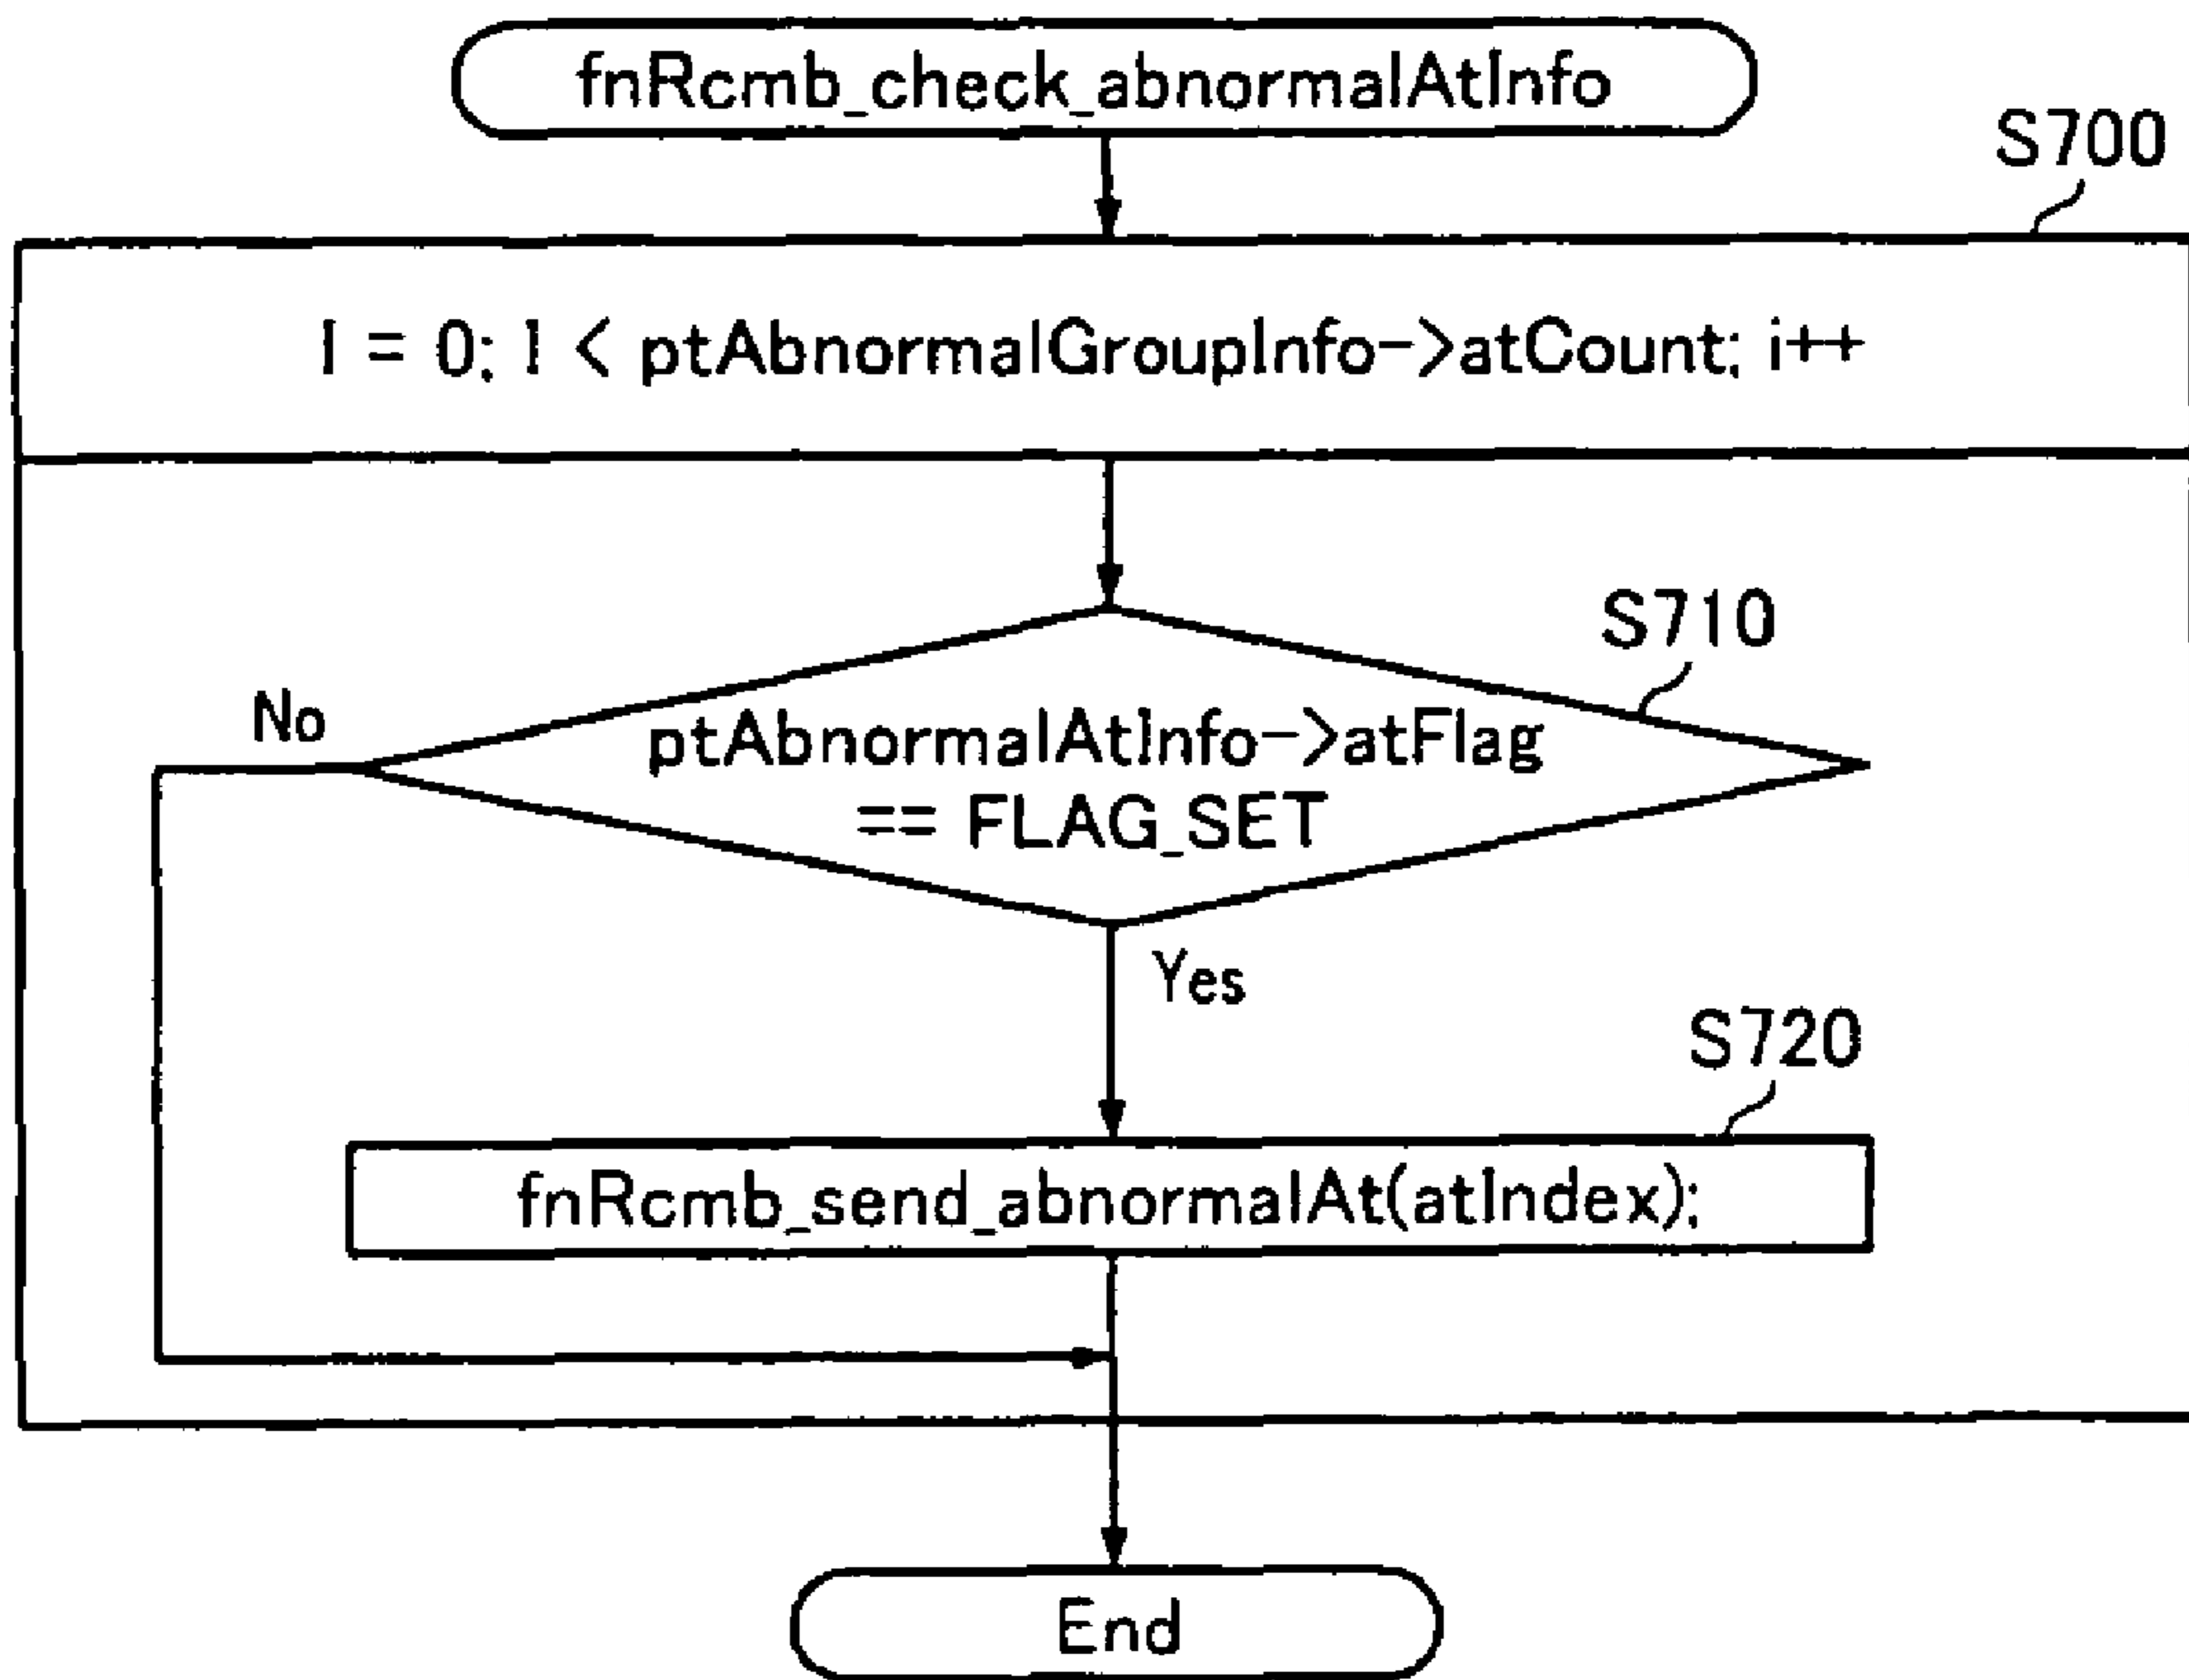 fnRcmb_check_abnormalAtInfo
S700
I = 0; I < ptAbnormalGroupInfo->atCount; i++
S710
No
ptAbnormalAtInfo->atFlag
== FLAG_SET
Yes
S720
fnRcmb_send_abnormalAt(atIndex);
End